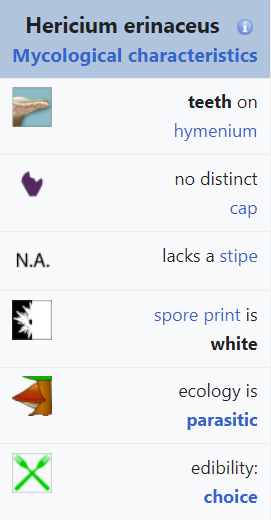 Hericium erinaceus
Mycological characteristics
teeth on
hymenium
no distinct
cap
N.A.
lacks a stipe
spore print is
white
ecology is
parasitic
edibility:
choice